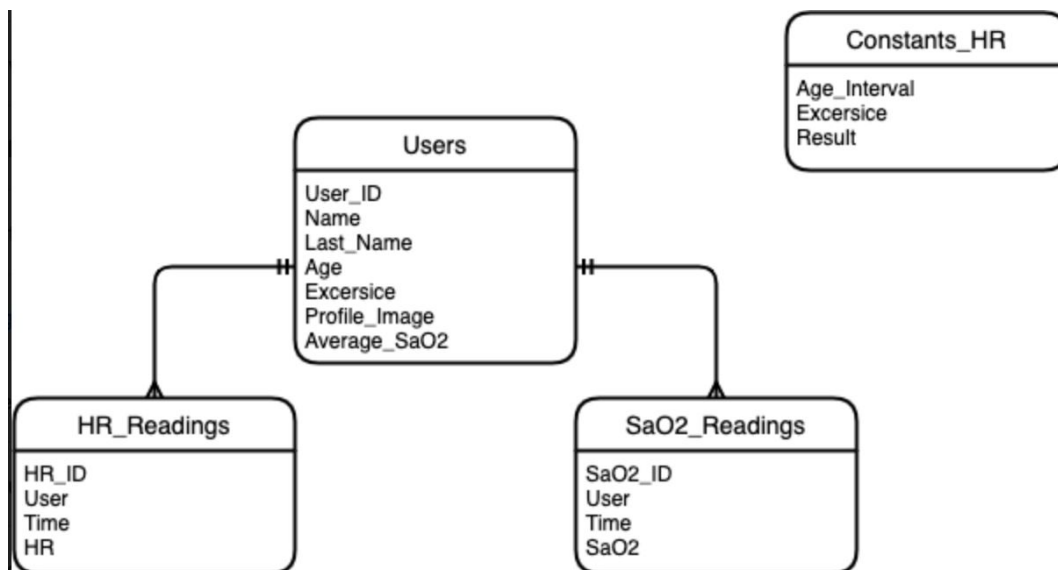 Constants_HR
Age_Interval
Excersice
Result
Users
User_ID
Name
Last_Name
Age
Excersice
Profile_Image
Average_SaO2
HR_Readings
HR_ID
User
Time
HR
SaO2_Readings
SaO2_ID
User
Time
SaO2